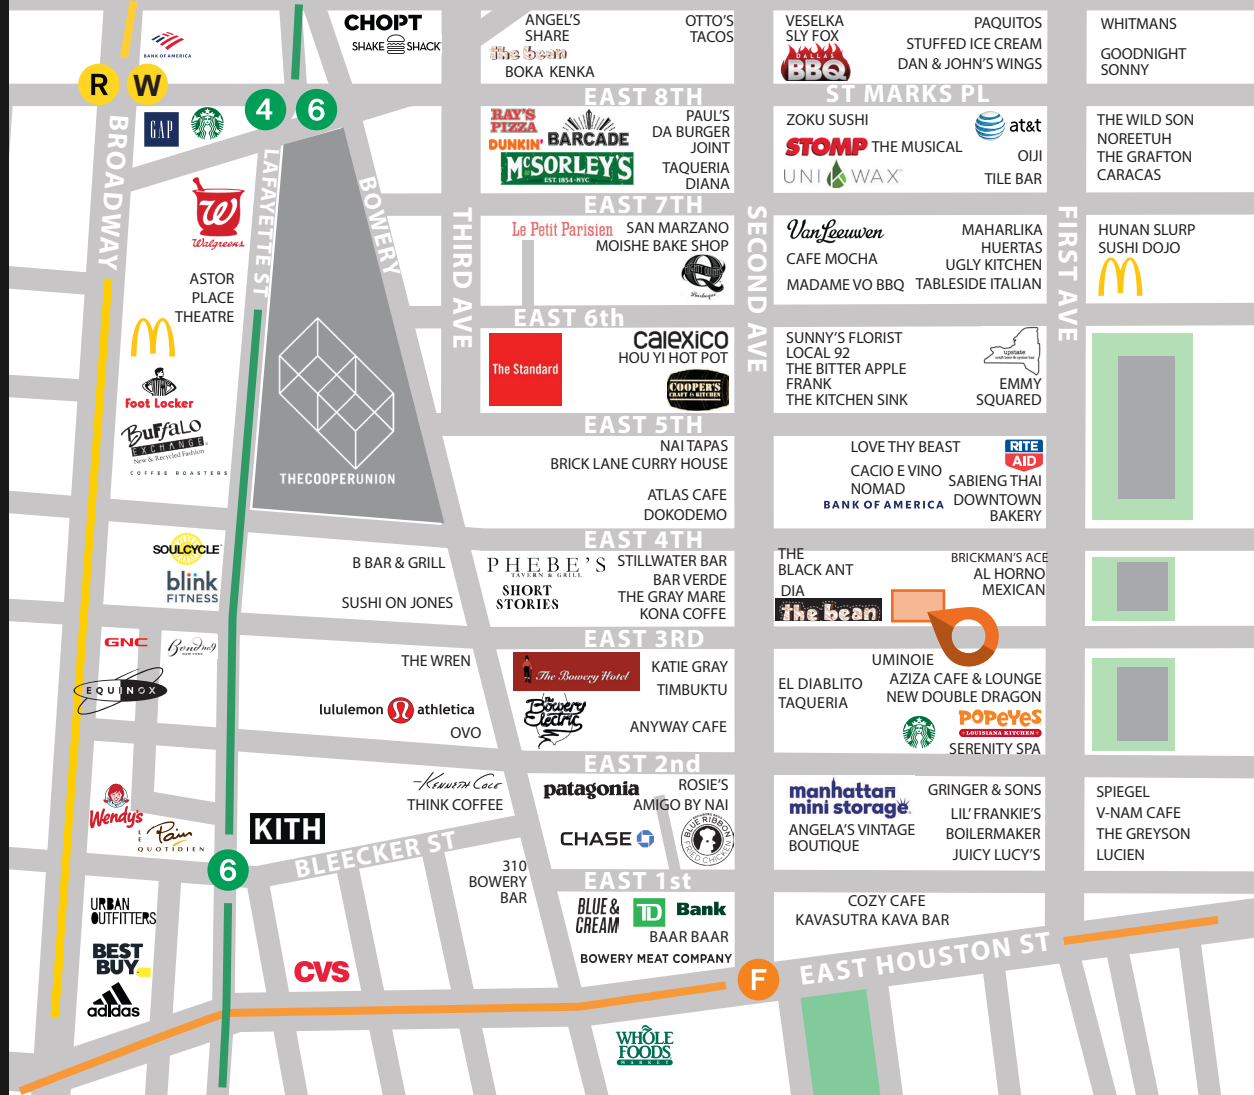 BANK OF AMERICA
CHOPT
SHAKE SHACK
ANGEL'S
SHARE
the bean
BOKA KENKA
OTTO'S
TACOS
VESELKA
SLY FOX
DALLAS
BBQ
PAQUITOS
STUFFED ICE CREAM
DAN & JOHN'S WINGS
WHITMANS
GOODNIGHT
SONNY
R W
4 6
EAST 8TH
ST MARKS PL
GAP
BROADWAY
LAFAYETTE ST
BOWERY
RAY'S
PIZZA
DUNKIN'
BARCADE
McSORLEY'S
EST. 1854 - NYC
PAUL'S
DA BURGER
JOINT
TAQUERIA
DIANA
ZOKU SUSHI
STOMP THE MUSICAL
UNI K WAX
at&t
OIJI
TILE BAR
THE WILD SON
NOREETUH
THE GRAFTON
CARACAS
EAST 7TH
W
Walgreens
THIRD AVE
SECOND AVE
FIRST AVE
Le Petit Parisien
SAN MARZANO
MOISHE BAKE SHOP
Van Leeuwen
CAFE MOCHA
MADAME VO BBQ
MAHARLIKA
HUERTAS
UGLY KITCHEN
TABLESIDE ITALIAN
HUNAN SLURP
SUSHI DOJO
ASTOR
PLACE
THEATRE
EAST 6th
The Standard
calexico
HOU YI HOT POT
COOPER'S
CRAFT & KITCHEN
SUNNY'S FLORIST
LOCAL 92
THE BITTER APPLE
FRANK
THE KITCHEN SINK
upstate
EMMY
SQUARED
Foot Locker
BUFFALO
EXCHANGE
New & Recycled Fashion
COFFEE ROASTERS
THECOOPERUNION
EAST 5TH
NAI TAPAS
BRICK LANE CURRY HOUSE
ATLAS CAFE
DOKODEMO
LOVE THY BEAST
CACIO E VINO
NOMAD
BANK OF AMERICA
RITE
AID
SABIENG THAI
DOWNTOWN
BAKERY
EAST 4TH
SOULCYCLE
blink
FITNESS
B BAR & GRILL
SUSHI ON JONES
PHEBE'S
TAVERN & GRILL
SHORT
STORIES
STILLWATER BAR
BAR VERDE
THE GRAY MARE
KONA COFFE
THE
BLACK ANT
DIA
the bean
BRICKMAN'S ACE
AL HORNO
MEXICAN
EAST 3RD
GNC
Bond no9
NEW YORK
EQUINOX
THE WREN
lululemon athletica
OVO
The Bowery Hotel
The
Bowery
Electric
KATIE GRAY
TIMBUKTU
ANYWAY CAFE
EL DIABLITO
TAQUERIA
UMINOIE
AZIZA CAFE & LOUNGE
NEW DOUBLE DRAGON
POPEYES
LOUISIANA KITCHEN
SERENITY SPA
EAST 2nd
Wendy's
LE Pain
QUOTIDIEN
KENNETH COLE
THINK COFFEE
KITH
BLEECKER ST
patagonia
CHASE
ROSIE'S
AMIGO BY NAI
BLUE RIBBON
FRIED CHICKEN
manhattan
mini storage
ANGELA'S VINTAGE
BOUTIQUE
GRINGER & SONS
LIL' FRANKIE'S
BOILERMAKER
JUICY LUCY'S
SPIEGEL
V-NAM CAFE
THE GREYSON
LUCIEN
6
310
BOWERY
BAR
EAST 1st
URBAN
OUTFITTERS
BEST
BUY
adidas
CVS
BLUE &
CREAM
TD Bank
BAAR BAAR
BOWERY MEAT COMPANY
COZY CAFE
KAVASUTRA KAVA BAR
F
EAST HOUSTON ST
WHOLE
FOODS
MARKET